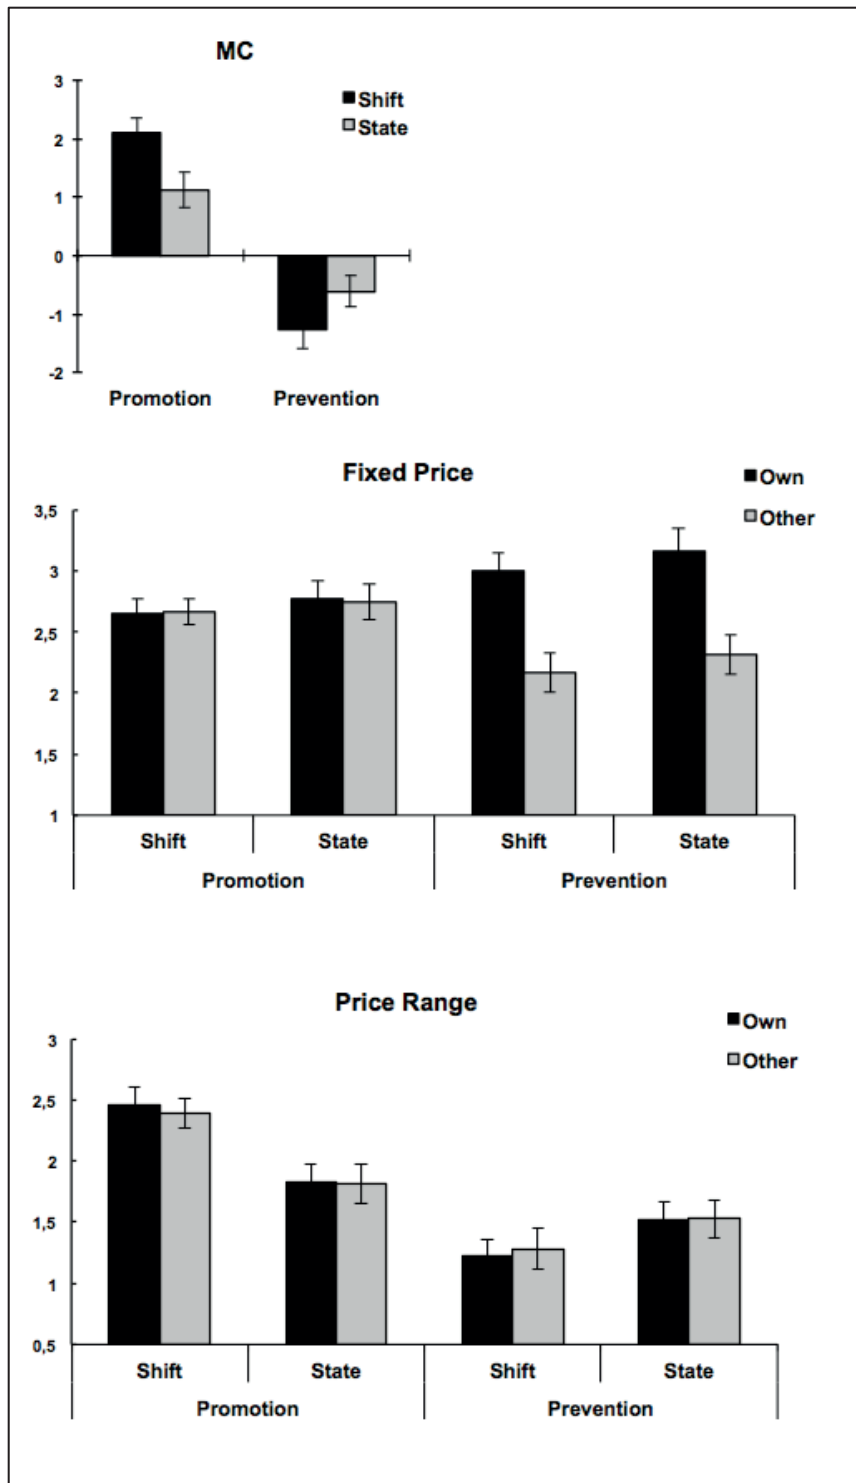 MC
3
Shift
State
2
1
0
-1
-2
Promotion Prevention
Fixed Price
Own
Other
3,5
3
2,5
2
1,5
1
Shift State Shift State
Promotion Prevention
Price Range
Own
Other
3
2,5
2
1,5
1
0,5
Shift State Shift State
Promotion Prevention